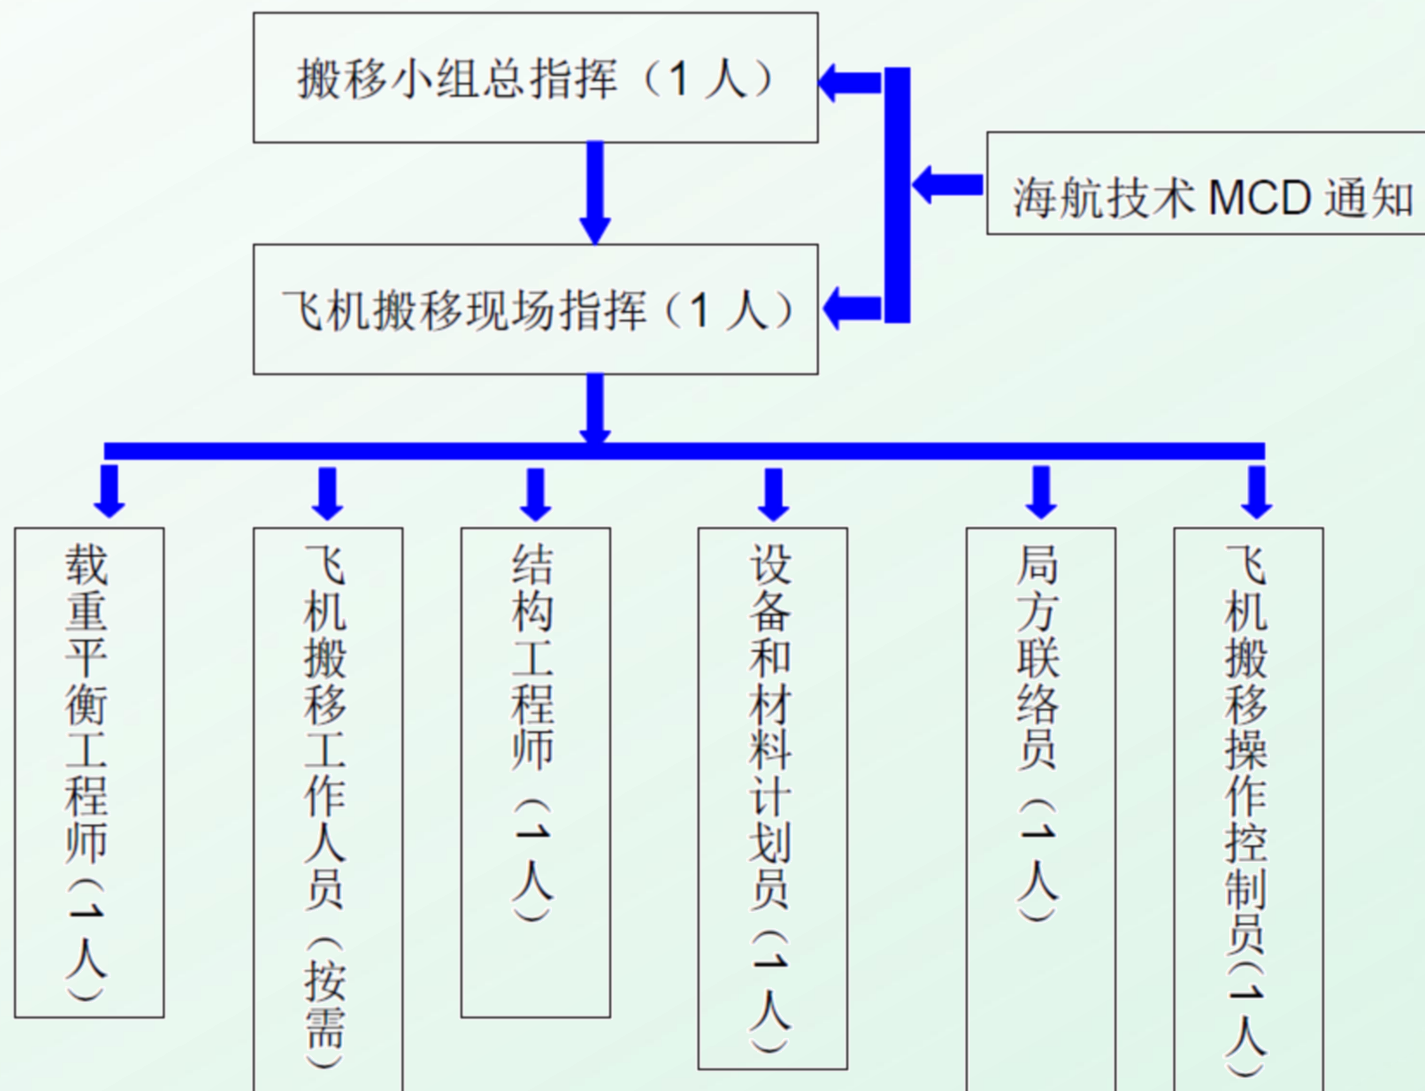 搬移小组总指挥（1 人）
海航技术 MCD 通知
飞机搬移现场指挥（1 人）
载重平衡工程师（1人）
飞机搬移工作人员（按需）
结构工程师（1人）
设备和材料计划员（1人）
局方联络员（1人）
飞机搬移操作控制员（1人）